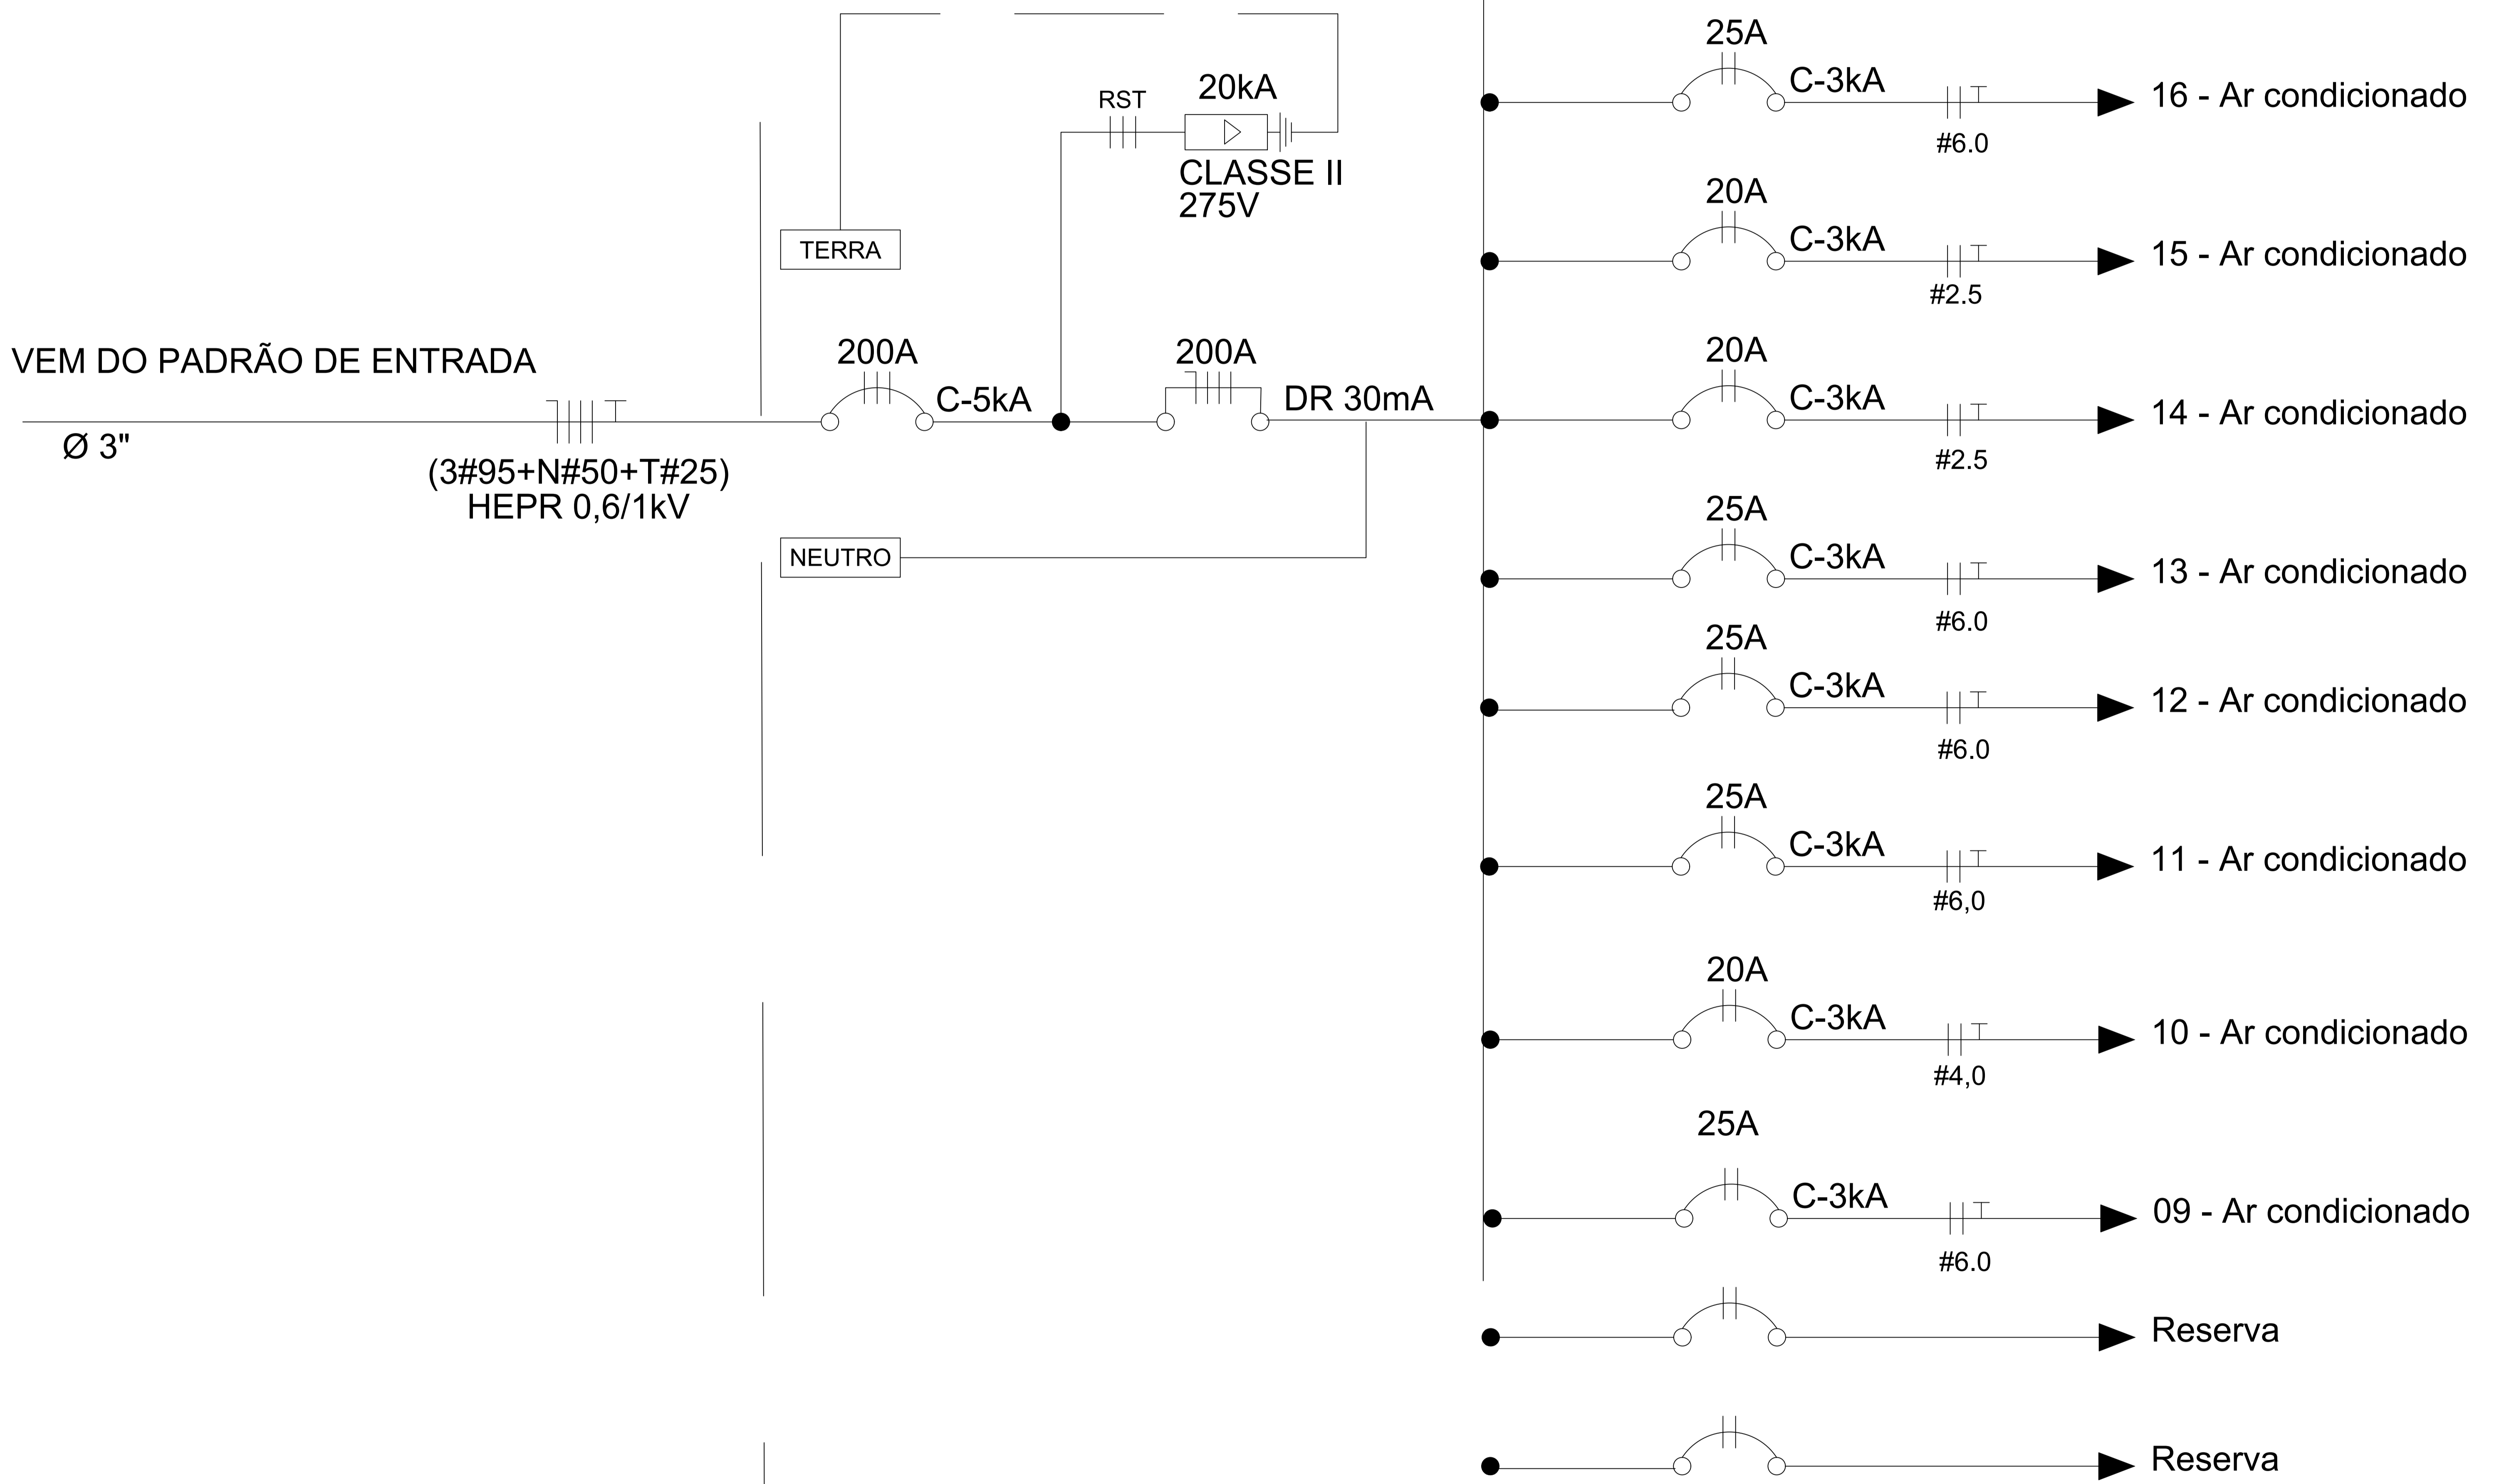 VEM DO PADRÃO DE ENTRADA
Ø 3"
(3#95+N#50+T#25)
HEPR 0,6/1kV
TERRA
NEUTRO
200A
C-5kA
RST
20kA
CLASSE II
275V
200A
DR 30mA
25A
C-3kA
#6.0
16 - Ar condicionado
20A
C-3kA
#2.5
15 - Ar condicionado
20A
C-3kA
#2.5
14 - Ar condicionado
25A
C-3kA
#6.0
13 - Ar condicionado
25A
C-3kA
#6.0
12 - Ar condicionado
25A
C-3kA
#6,0
11 - Ar condicionado
20A
C-3kA
#4,0
10 - Ar condicionado
25A
C-3kA
#6.0
09 - Ar condicionado
Reserva
Reserva